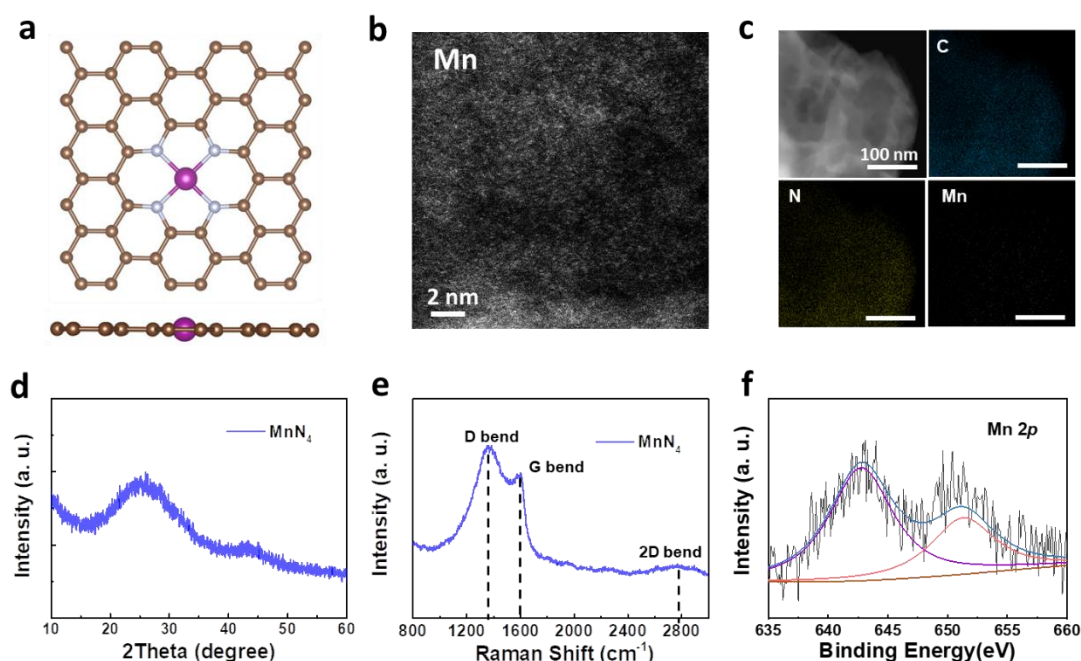 a
b
Mn
2 nm
c
C
100 nm
N
Mn
d
MnN₄
Intensity (a. u.)
10 20 30 40 50 60
2Theta (degree)
e
D bend
MnN₄
G bend
2D bend
Intensity (a. u.)
800 1200 1600 2000 2400 2800
Raman Shift (cm⁻¹)
f
Mn 2p
Intensity (a. u.)
635 640 645 650 655 660
Binding Energy(eV)